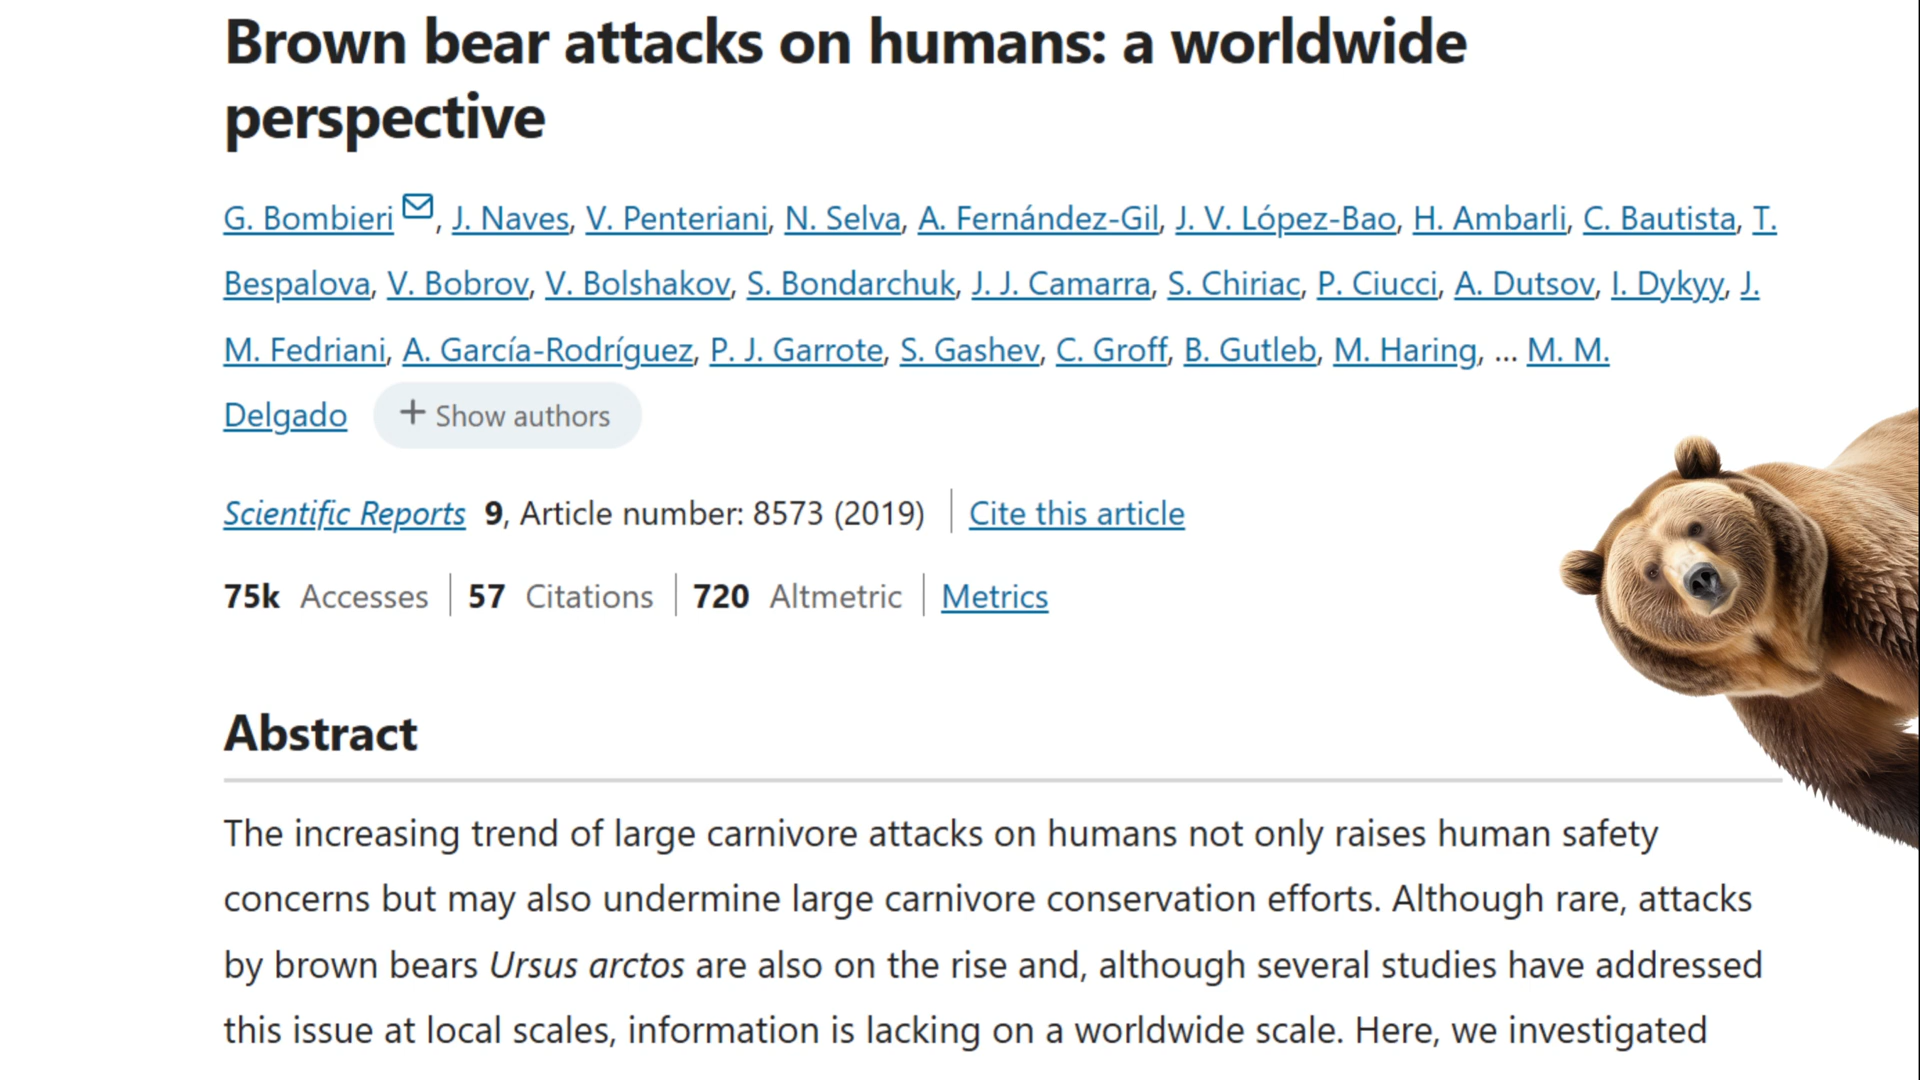 Brown bear attacks on humans: a worldwide
perspective
G. Bombieri, J. Naves, V. Penteriani, N. Selva, A. Fernández-Gil, J. V. López-Bao, H. Ambarli, C. Bautista, T.
Bespalova, V. Bobrov, V. Bolshakov, S. Bondarchuk, J. J. Camarra, S. Chiriac, P. Ciucci, A. Dutsov, I. Dykyy, J.
M. Fedriani, A. García-Rodríguez, P. J. Garrote, S. Gashev, C. Groff, B. Gutleb, M. Haring, … M. M.
Delgado + Show authors
Scientific Reports 9, Article number: 8573 (2019) | Cite this article
75k Accesses | 57 Citations | 720 Altmetric | Metrics
Abstract
The increasing trend of large carnivore attacks on humans not only raises human safety
concerns but may also undermine large carnivore conservation efforts. Although rare, attacks
by brown bears Ursus arctos are also on the rise and, although several studies have addressed
this issue at local scales, information is lacking on a worldwide scale. Here, we investigated